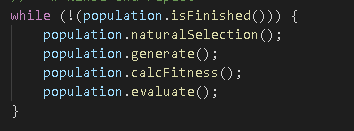 while (!(population.isFinished())) {
    population.naturalSelection();
    population.generate();
    population.calcFitness();
    population.evaluate();
}